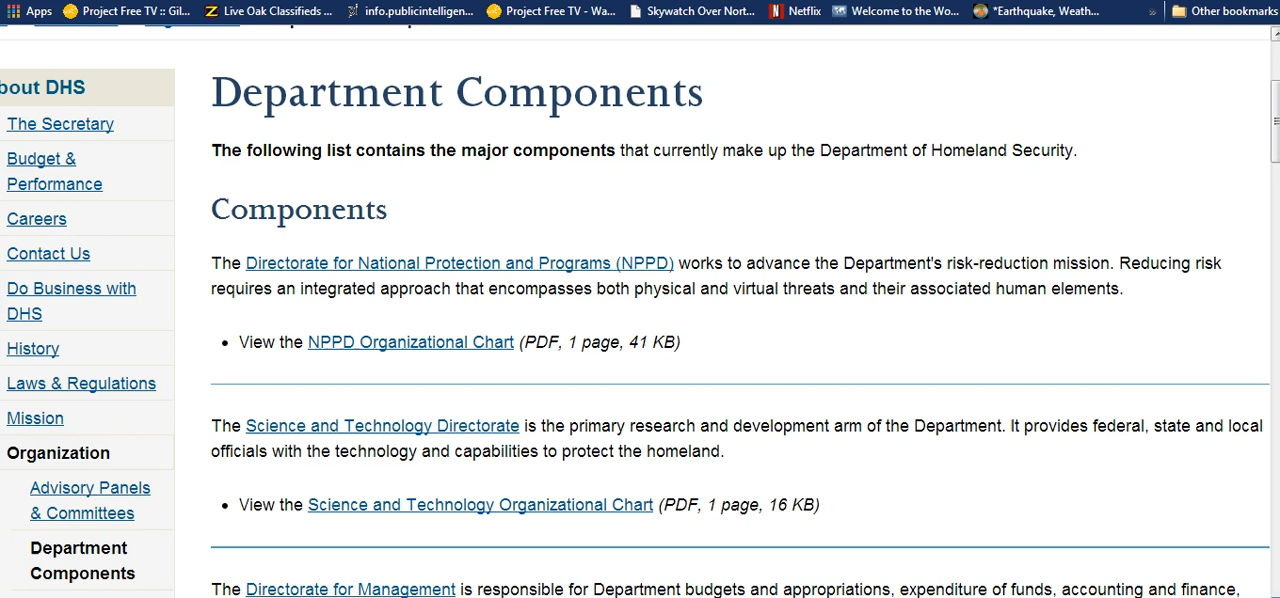 Apps Project Free TV :: Gil... Live Oak Classifieds ... info.publicintelligen... Project Free TV - Wa... Skywatch Over Nort... Netflix Welcome to the Wo... *Earthquake, Weath... » Other bookmarks
bout DHS
The Secretary
Budget &
Performance
Careers
Contact Us
Do Business with
DHS
History
Laws & Regulations
Mission
Organization
Advisory Panels
& Committees
Department
Components
Department Components
The following list contains the major components that currently make up the Department of Homeland Security.
Components
The Directorate for National Protection and Programs (NPPD) works to advance the Department's risk-reduction mission. Reducing risk
requires an integrated approach that encompasses both physical and virtual threats and their associated human elements.
• View the NPPD Organizational Chart (PDF, 1 page, 41 KB)
The Science and Technology Directorate is the primary research and development arm of the Department. It provides federal, state and local
officials with the technology and capabilities to protect the homeland.
• View the Science and Technology Organizational Chart (PDF, 1 page, 16 KB)
The Directorate for Management is responsible for Department budgets and appropriations, expenditure of funds, accounting and finance,